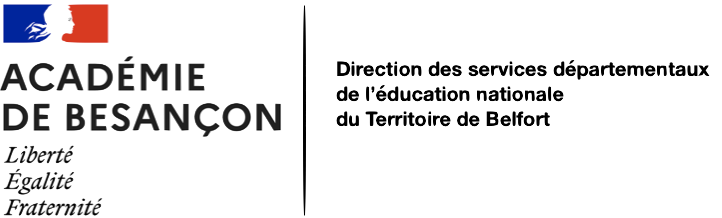 ACADÉMIE
DE BESANÇON
Liberté
Égalité
Fraternité
Direction des services départementaux
de l’éducation nationale
du Territoire de Belfort